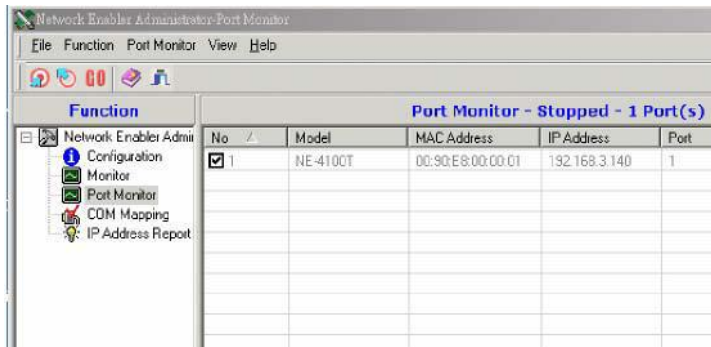 Network Enabler Administrator-Port Monitor
File Function Port Monitor View Help
GO
Function
Port Monitor - Stopped - 1 Port(s)
Network Enabler Admi
Configuration
Monitor
Port Monitor
COM Mapping
IP Address Report
No Model MAC Address IP Address Port
1 NE-4100T 00:90:E8:00:00:01 192.168.3.140 1